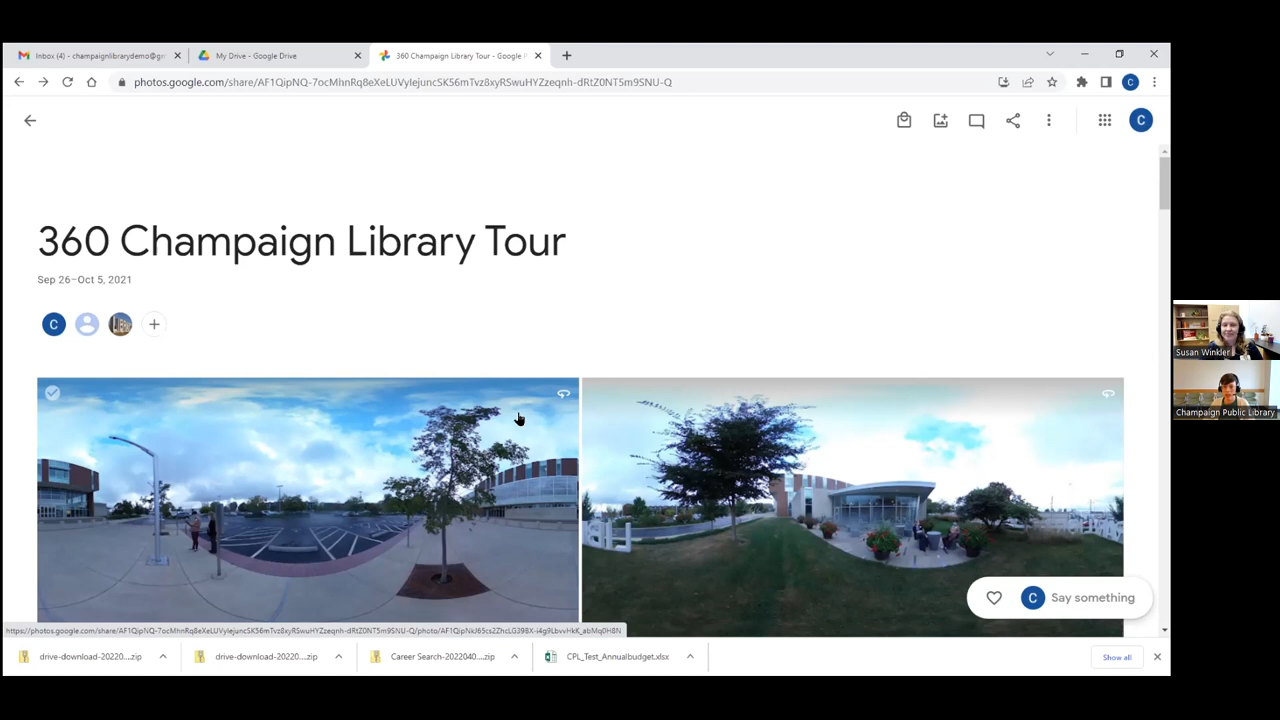 Inbox (4) - champaignlibrarydemo@gm
My Drive - Google Drive
360 Champaign Library Tour - Google P
photos.google.com/share/AF1QipNQ-7ocMhnRq8eXeLUVyIejuncSK56mTvz8xyRSwuHYZzeqnh-dRtZ0NT5m9SNU-Q
C
C
360 Champaign Library Tour
Sep 26–Oct 5, 2021
C
Susan Winkler
Champaign Public Library
C Say something
drive-download-20220....zip
drive-download-20220....zip
Career Search-2022040....zip
CPL_Test_Annualbudget.xlsx
Show all